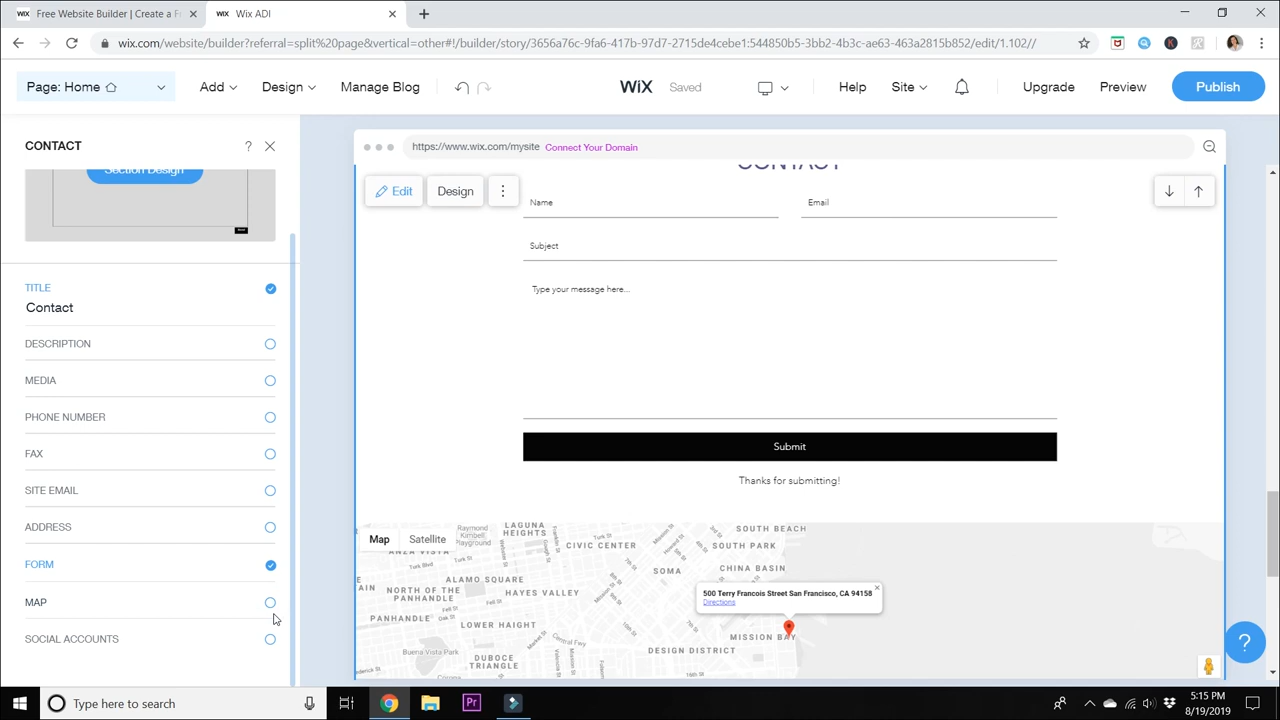 Free Website Builder | Create a F
Wix ADI
wix.com/website/builder?referral=split%20page&vertical=other#!/builder/story/3656a76c-9fa6-417b-97d7-2715de4cebe1:544850b5-3bb2-4b3c-ae63-463a2815b852/edit/1.102//
Page: Home
Add
Design
Manage Blog
WiX
Saved
Help
Site
Upgrade
Preview
Publish
CONTACT
?
https://www.wix.com/mysite
Connect Your Domain
Section Design
CONTACT
Edit
Design
Name
Email
Subject
Type your message here...
TITLE
Contact
DESCRIPTION
MEDIA
PHONE NUMBER
FAX
SITE EMAIL
ADDRESS
FORM
MAP
SOCIAL ACCOUNTS
Submit
Thanks for submitting!
Map
Satellite
Raymond
Kimbell
Playground
LAGUNA
HEIGHTS
CIVIC CENTER
SOUTH BEACH
SOUTH PARK
ANZA VISTA
ALAMO SQUARE
SOMA
CHINA BASIN
NORTH OF THE
PANHANDLE
HAYES VALLEY
500 Terry Francois Street San Francisco, CA 94158
Directions
PANHANDLE
LOWER HAIGHT
MISSION BAY
DESIGN DISTRICT
Buena Vista Park
DUBOCE
TRIANGLE
?
Type here to search
Pr
5:15 PM
8/19/2019